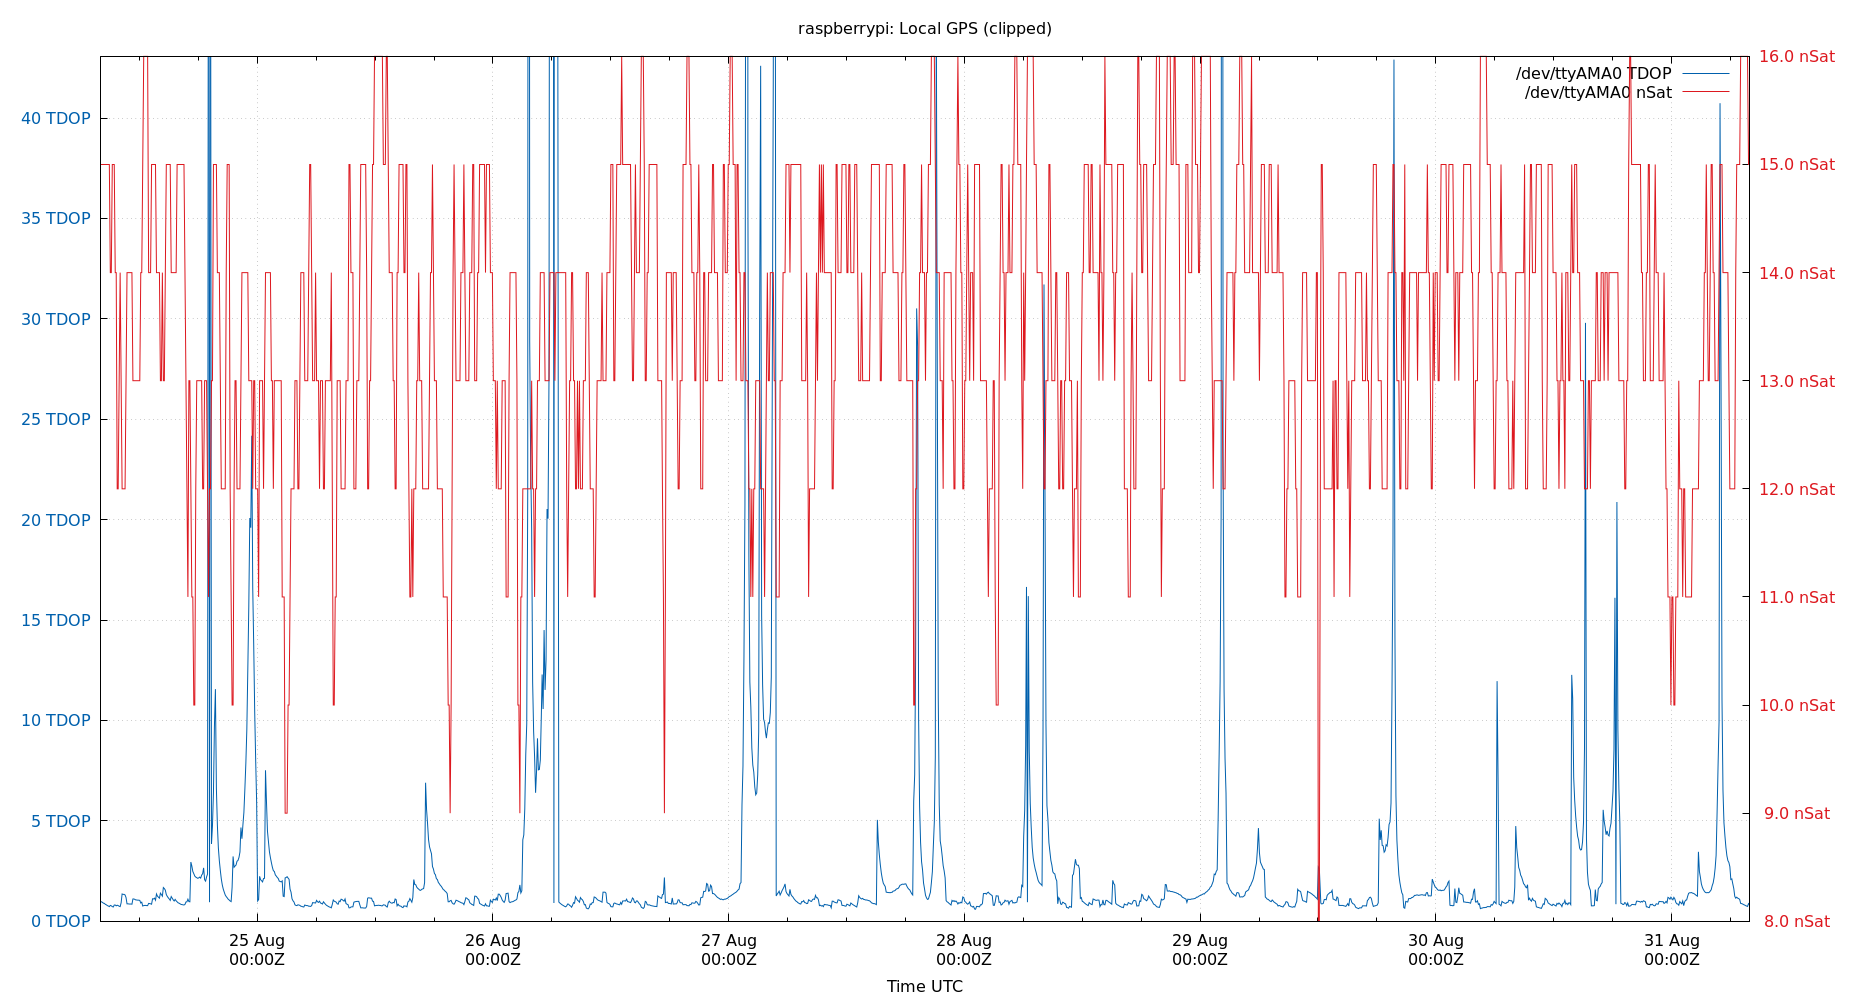 raspberrypi: Local GPS (clipped)
/dev/ttyAMA0 TDOP
/dev/ttyAMA0 nSat
40 TDOP
35 TDOP
30 TDOP
25 TDOP
20 TDOP
15 TDOP
10 TDOP
5 TDOP
0 TDOP
16.0 nSat
15.0 nSat
14.0 nSat
13.0 nSat
12.0 nSat
11.0 nSat
10.0 nSat
9.0 nSat
8.0 nSat
25 Aug 26 Aug 27 Aug 28 Aug 29 Aug 30 Aug 31 Aug
00:00Z 00:00Z 00:00Z 00:00Z 00:00Z 00:00Z 00:00Z
Time UTC